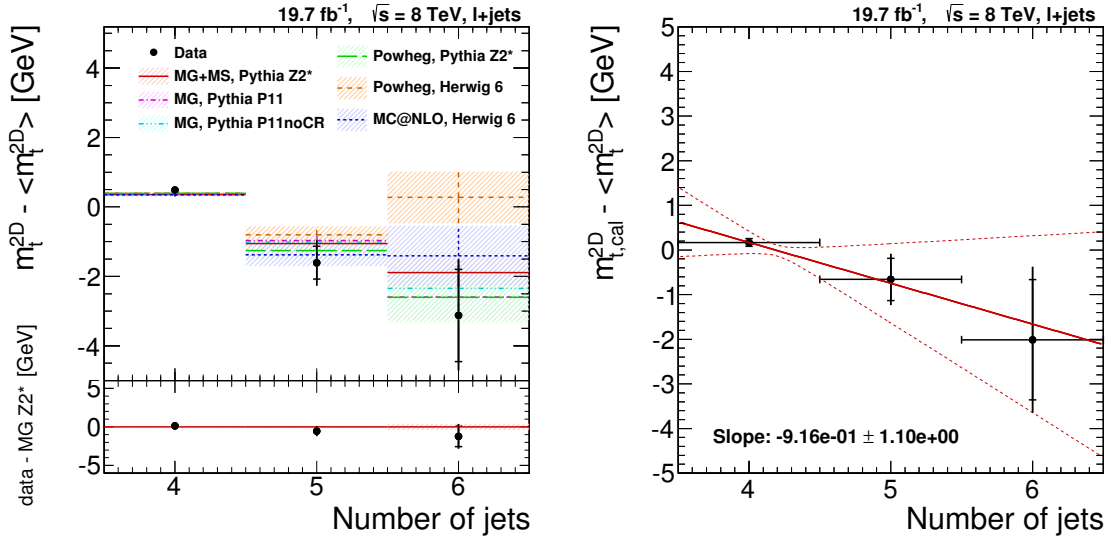 19.7 fb⁻¹, √s = 8 TeV, l+jets
m_t^2D - <m_t^2D> [GeV]
4
2
0
-2
-4
Data
MG+MS, Pythia Z2*
MG, Pythia P11
MG, Pythia P11noCR
Powheg, Pythia Z2*
Powheg, Herwig 6
MC@NLO, Herwig 6
data - MG Z2* [GeV]
5
0
-5
4 5 6
Number of jets
19.7 fb⁻¹, √s = 8 TeV, l+jets
m_t,cal^2D - <m_t^2D> [GeV]
5
4
3
2
1
0
-1
-2
-3
-4
-5
Slope: -9.16e-01 ± 1.10e+00
4 5 6
Number of jets